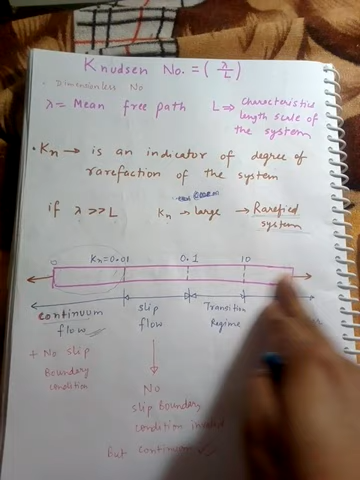 Knudsen No. = (λ/L)
. Dimensionless No
λ = Mean free path L ⇒ Characteristic
length scale of
the system
. Kn → is an indicator of degree of
rarefaction of the system
if λ >> L Kn → large → Rarefied
system
0 Kn=0.01 0.1 10
continuum slip Transition
flow flow Regime
+ No slip
Boundary
condition
No
slip Boundary
condition
But continuum